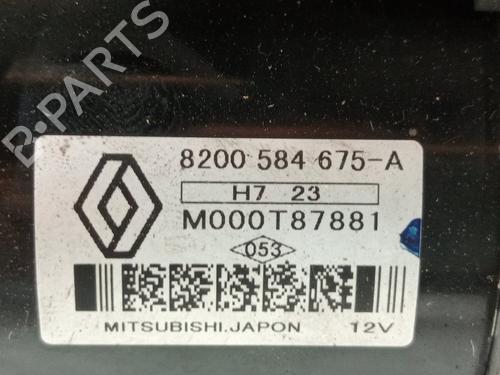 B-PARTS
8200 584 675-A
H7 23
M000T87881
053
MITSUBISHI.JAPON 12V